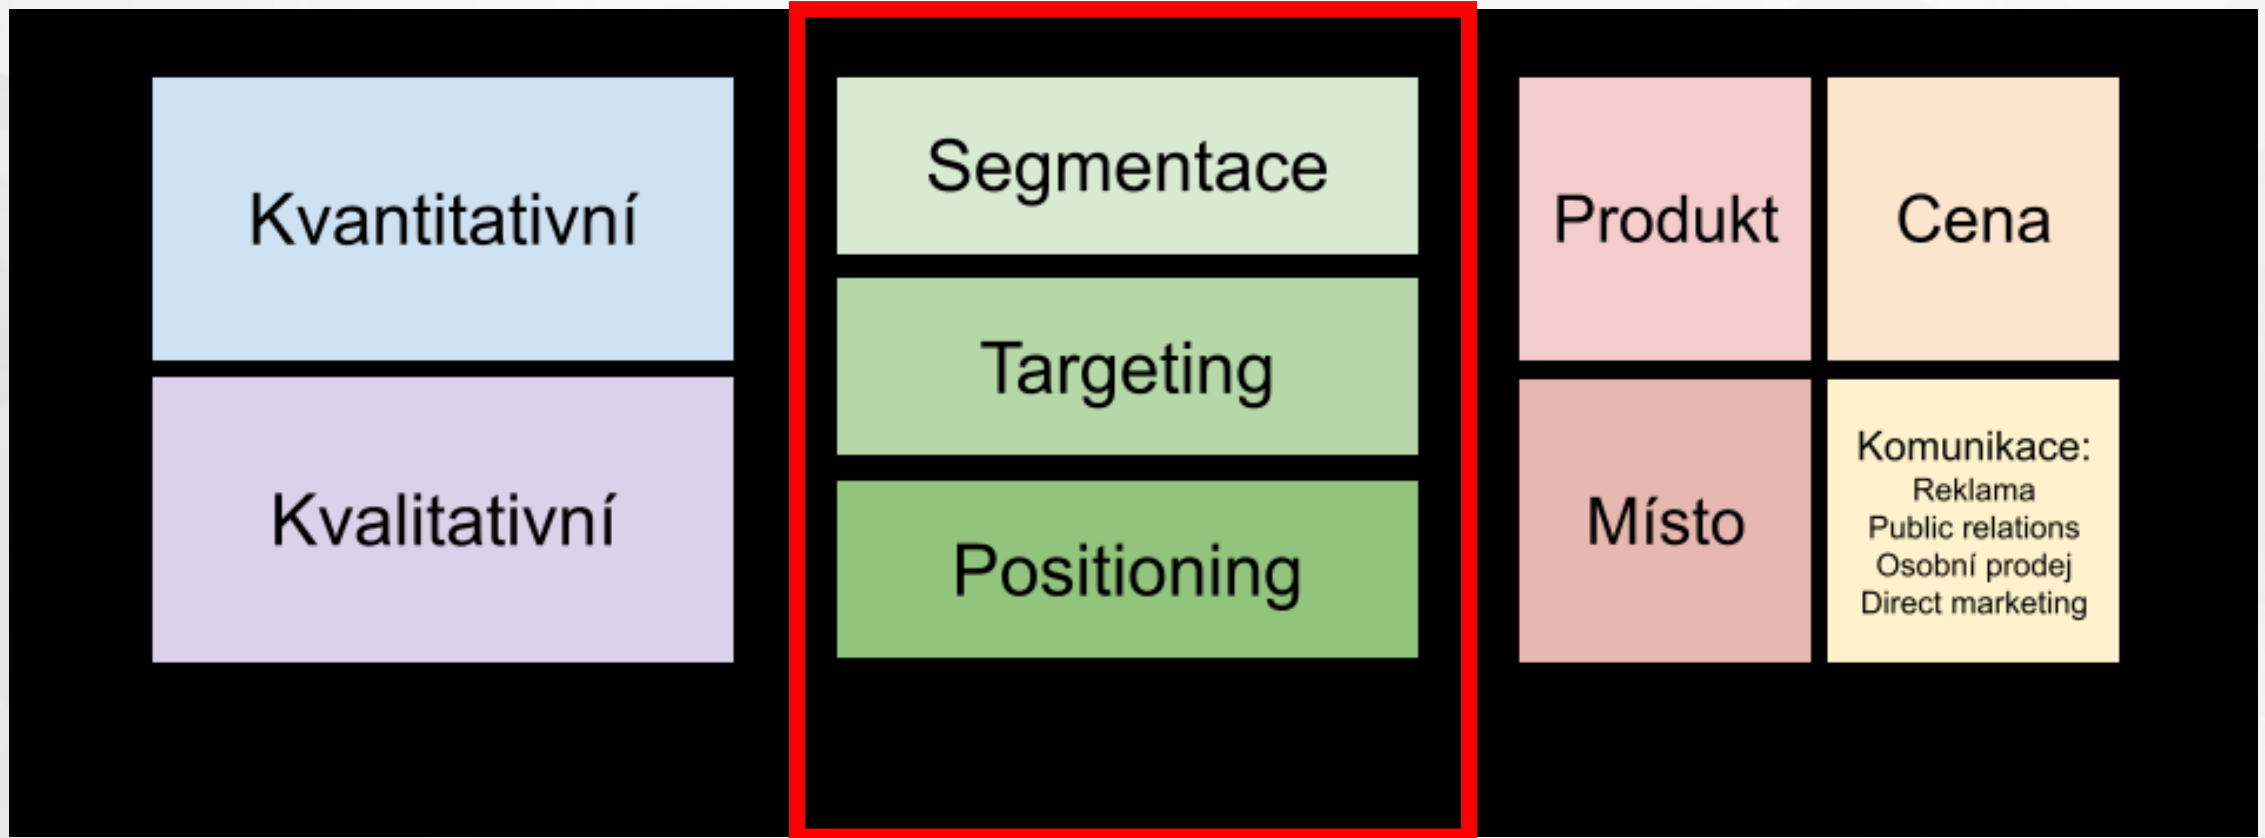 Kvantitativní
Kvalitativní
Segmentace
Targeting
Positioning
Produkt
Cena
Místo
Komunikace:
Reklama
Public relations
Osobní prodej
Direct marketing